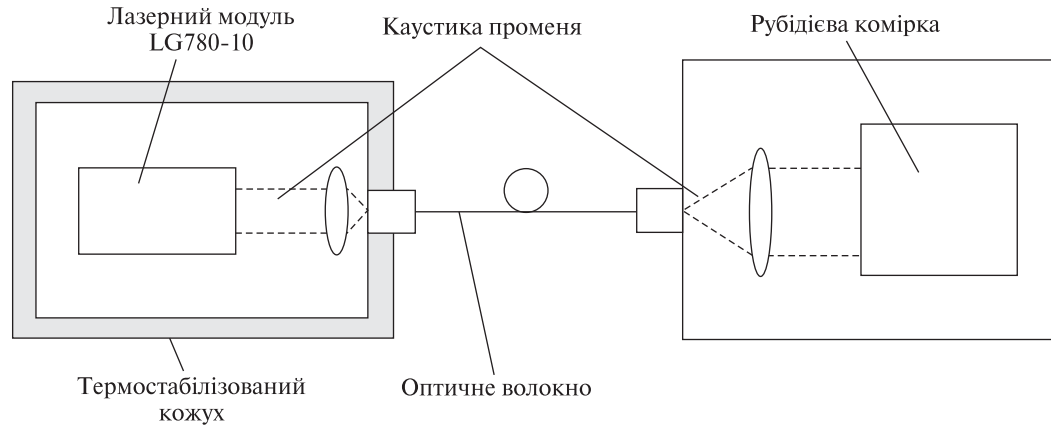 Лазерний модуль
LG780-10
Каустика променя
Рубідієва комірка
Термостабілізований
кожух
Оптичне волокно